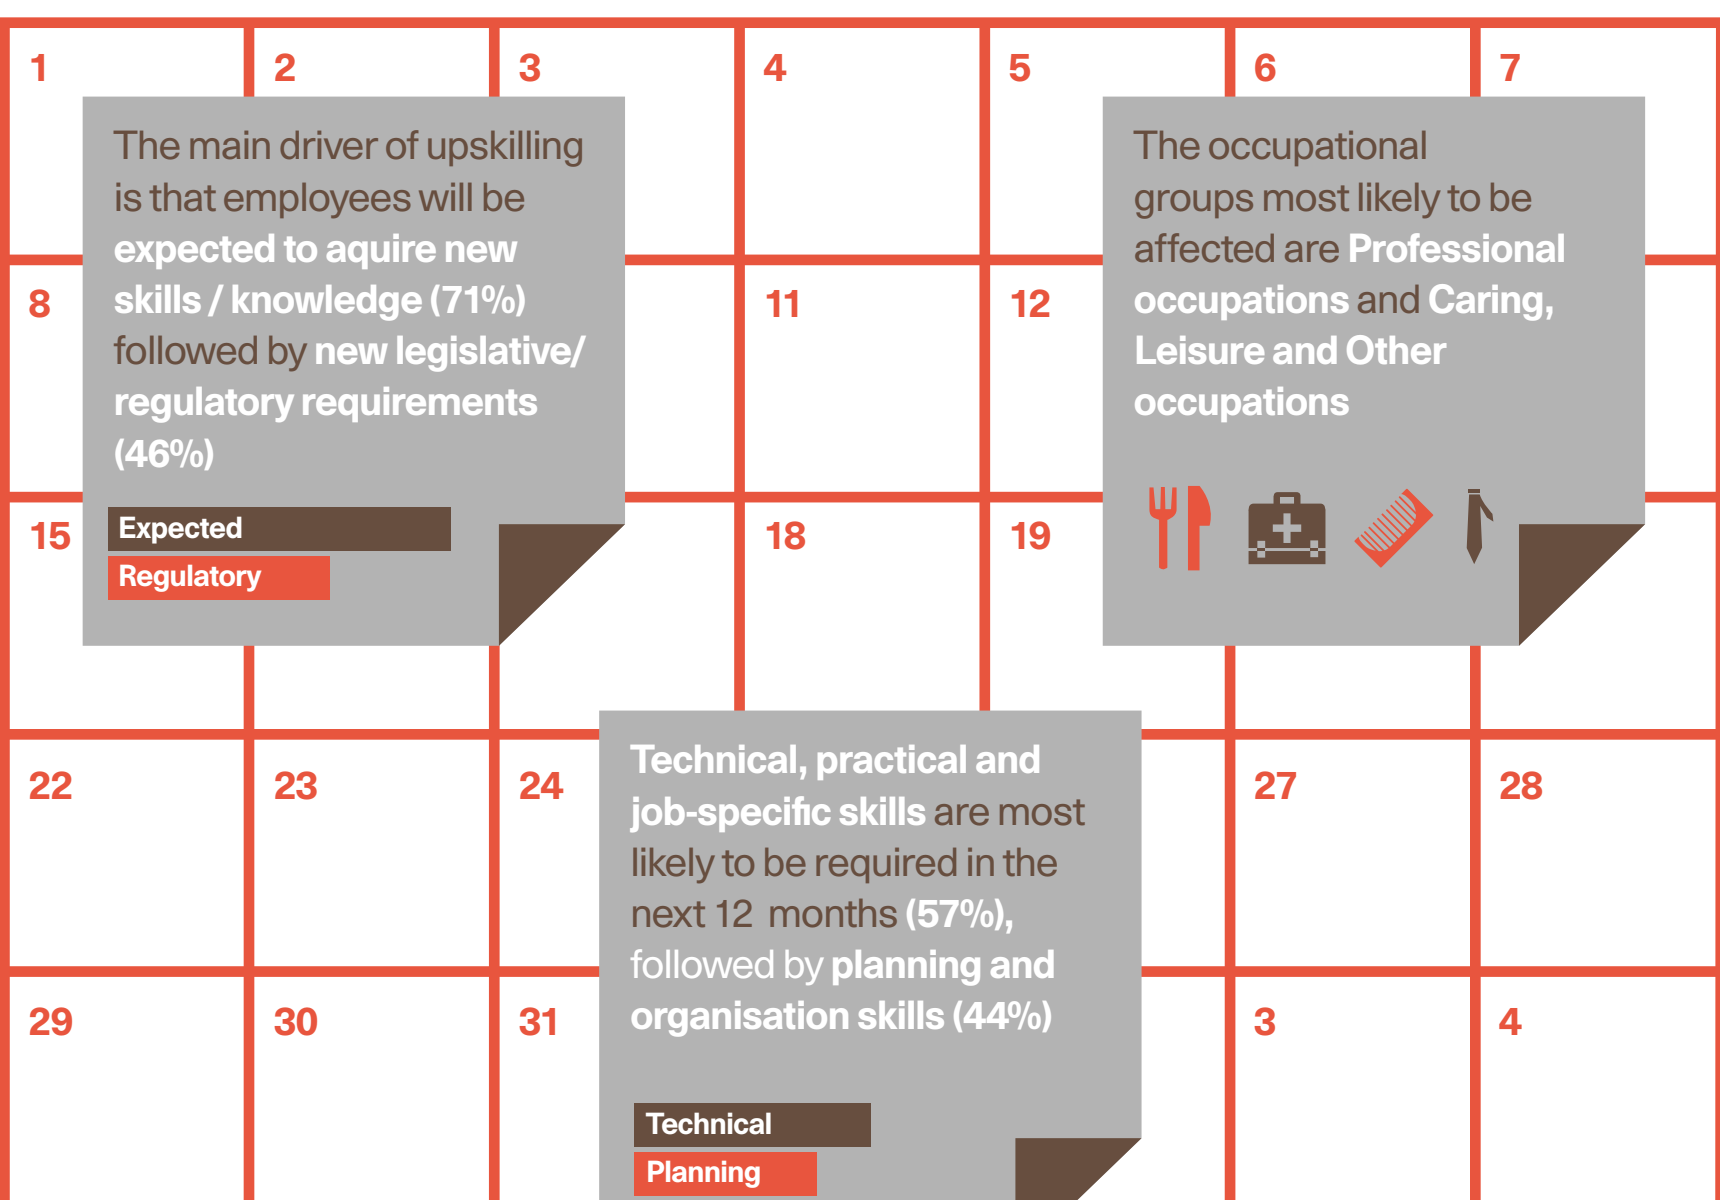 1
2
3
4
5
6
7
The main driver of upskilling
is that employees will be
expected to aquire new
skills / knowledge (71%)
followed by new legislative/
regulatory requirements
(46%)
Expected
Regulatory
The occupational
groups most likely to be
affected are Professional
occupations and Caring,
Leisure and Other
occupations
8
11
12
15
18
19
Technical, practical and
job-specific skills are most
likely to be required in the
next 12 months (57%),
followed by planning and
organisation skills (44%)
Technical
Planning
22
23
24
27
28
29
30
31
3
4